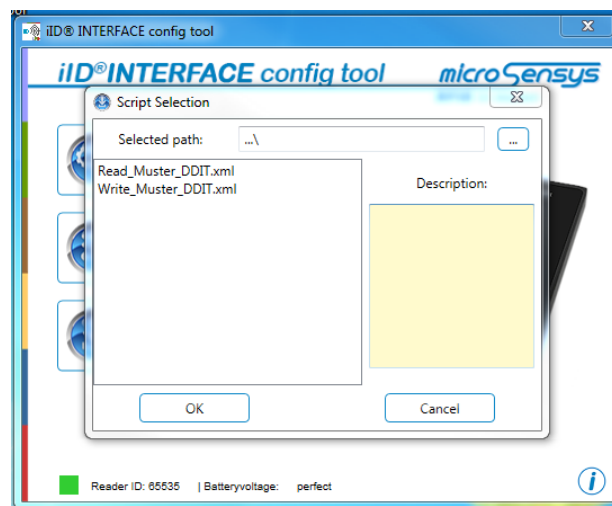 iID® INTERFACE config tool
iID®INTERFACE config tool
microSensys
Script Selection
Selected path:
...\
...
Read_Muster_DDIT.xml
Write_Muster_DDIT.xml
Description:
OK
Cancel
Reader ID: 65535 | Batteryvoltage: perfect
i